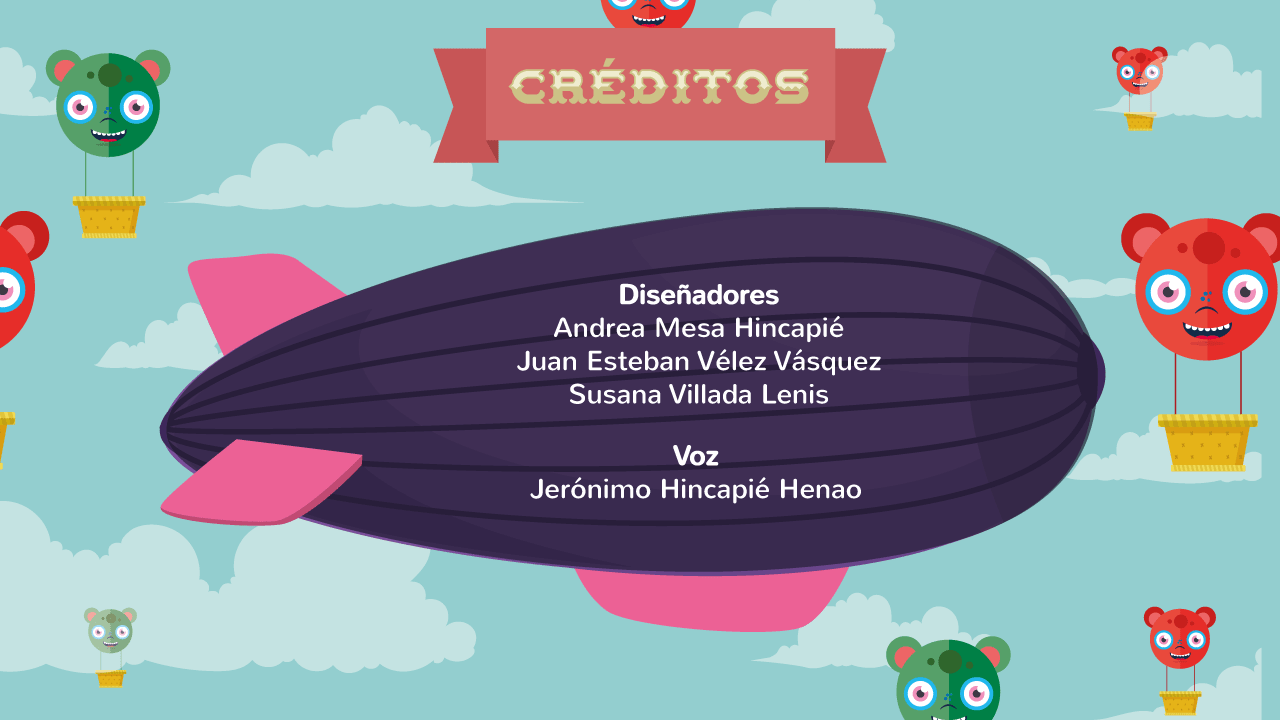 CRÉDITOS
Diseñadores
Andrea Mesa Hincapié
Juan Esteban Vélez Vásquez
Susana Villada Lenis
Voz
Jerónimo Hincapié Henao